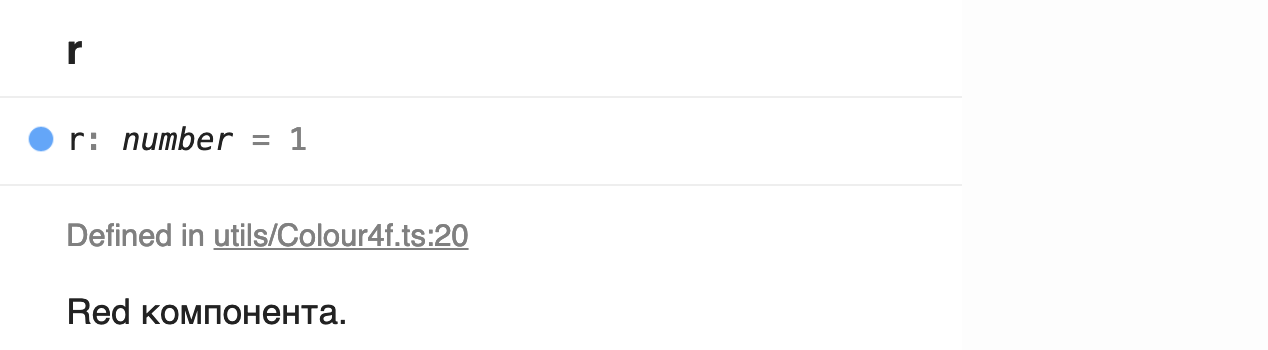 r
r: number = 1
Defined in utils/Colour4f.ts:20
Red компонента.